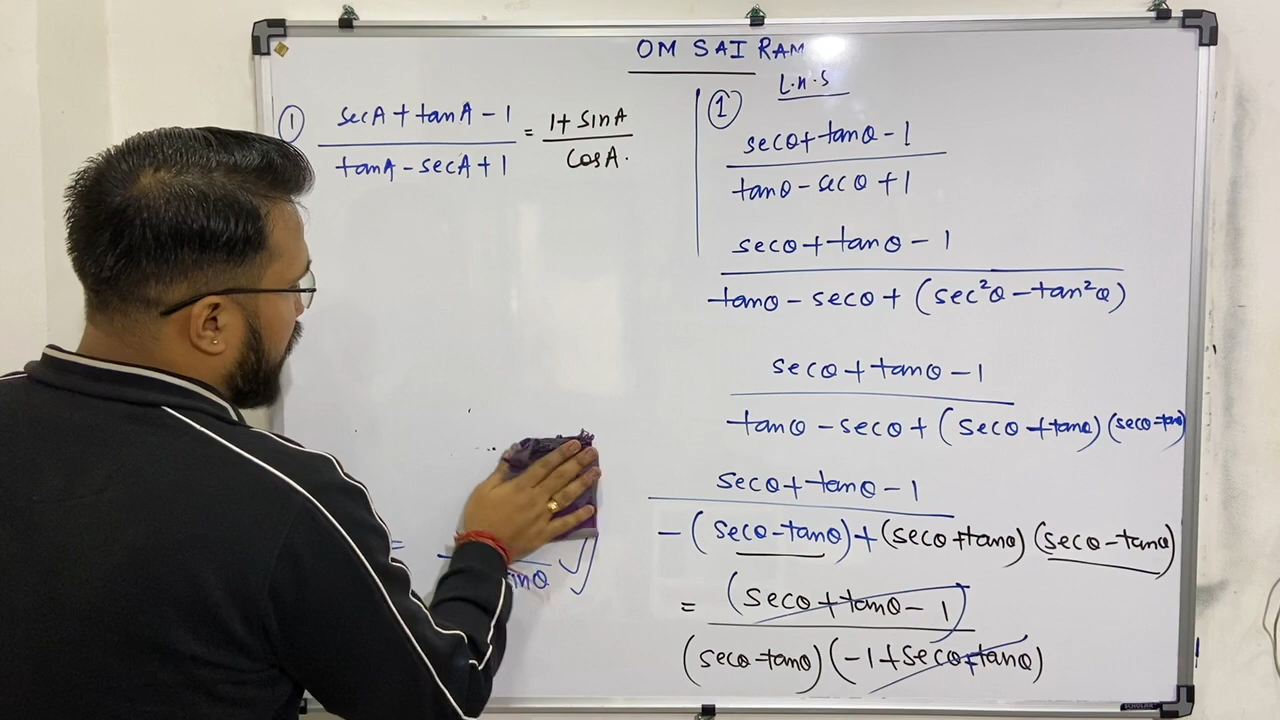 OM SAI RAM
① secA + tanA - 1 / tanA - secA + 1 = 1 + sinA / cosA.
① L.H.S
secθ + tanθ - 1
tanθ - secθ + 1
secθ + tanθ - 1
tanθ - secθ + (sec²θ - tan²θ)
secθ + tanθ - 1
tanθ - secθ + (secθ + tanθ) (secθ - tanθ)
secθ + tanθ - 1
- (secθ - tanθ) + (secθ + tanθ) (secθ - tanθ)
= (secθ + tanθ - 1)
(secθ - tanθ) (-1 + secθ + tanθ)
=
SCHOLAR